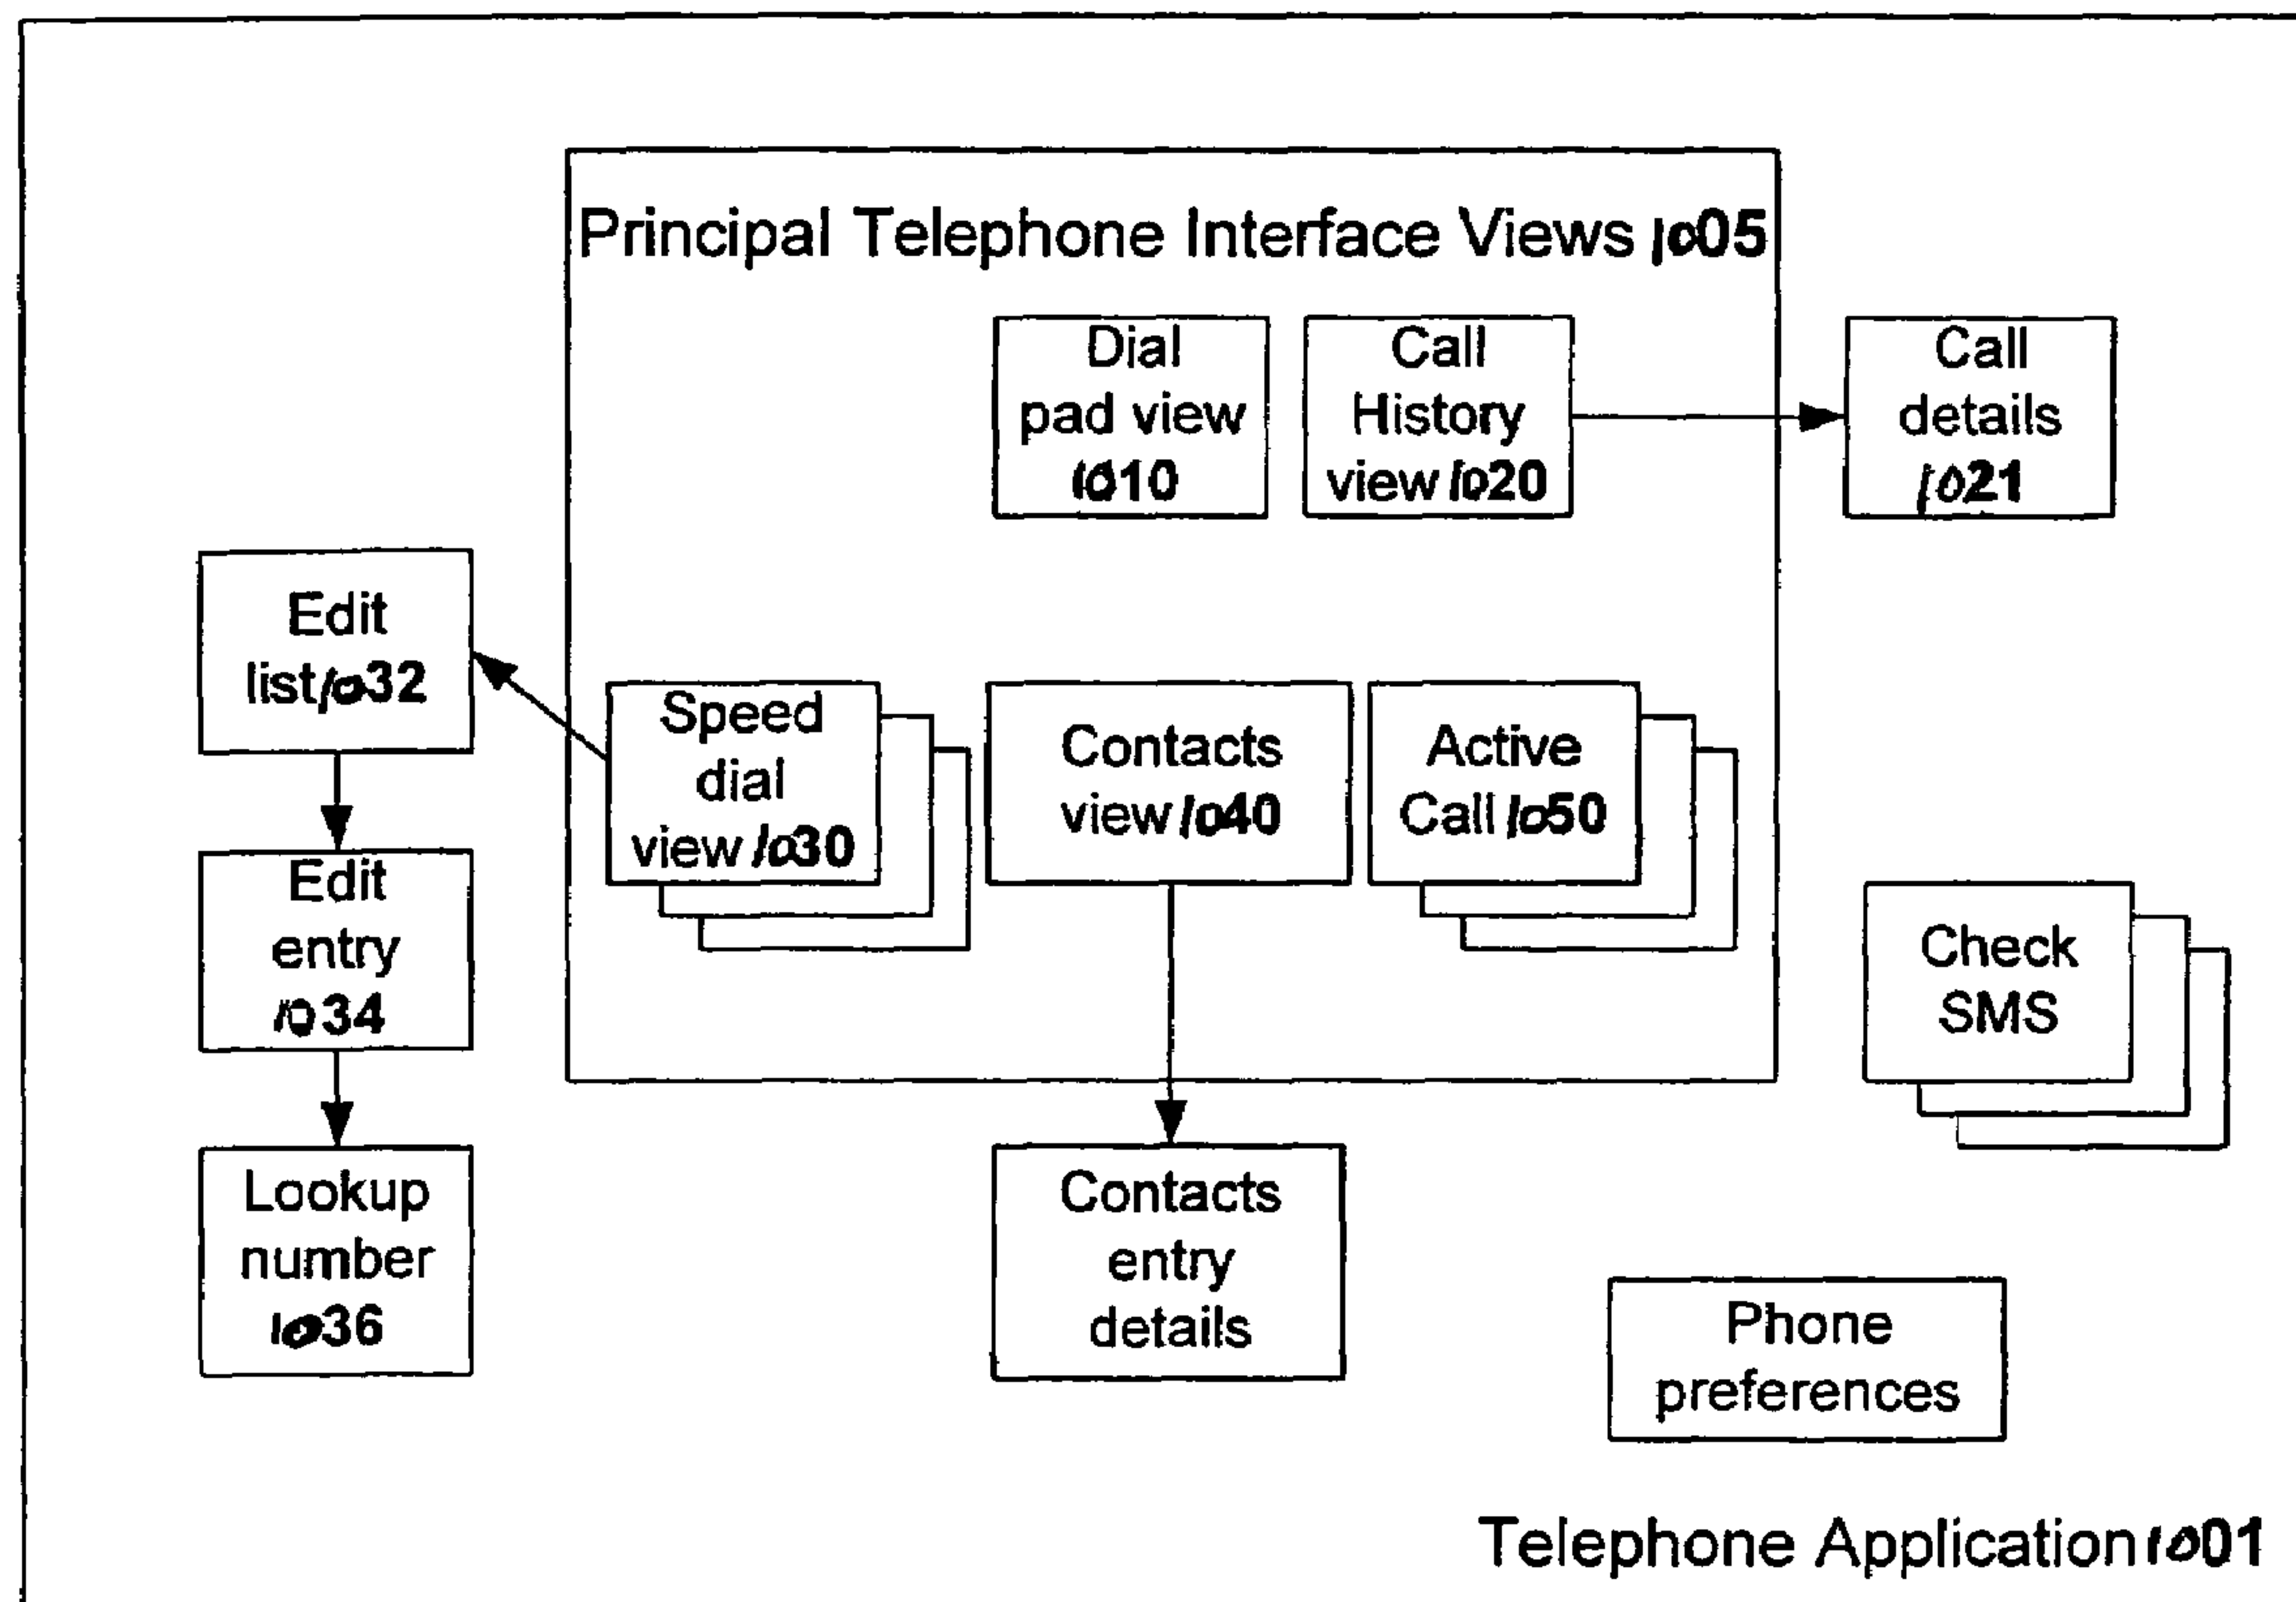 Principal Telephone Interface Views 1005
Dial
pad view
1010
Call
History
view 1020
Call
details
1021
Edit
list 1032
Speed
dial
view 1030
Contacts
view 1040
Active
Call 1050
Edit
entry
1034
Check
SMS
Lookup
number
1036
Contacts
entry
details
Phone
preferences
Telephone Application 1001